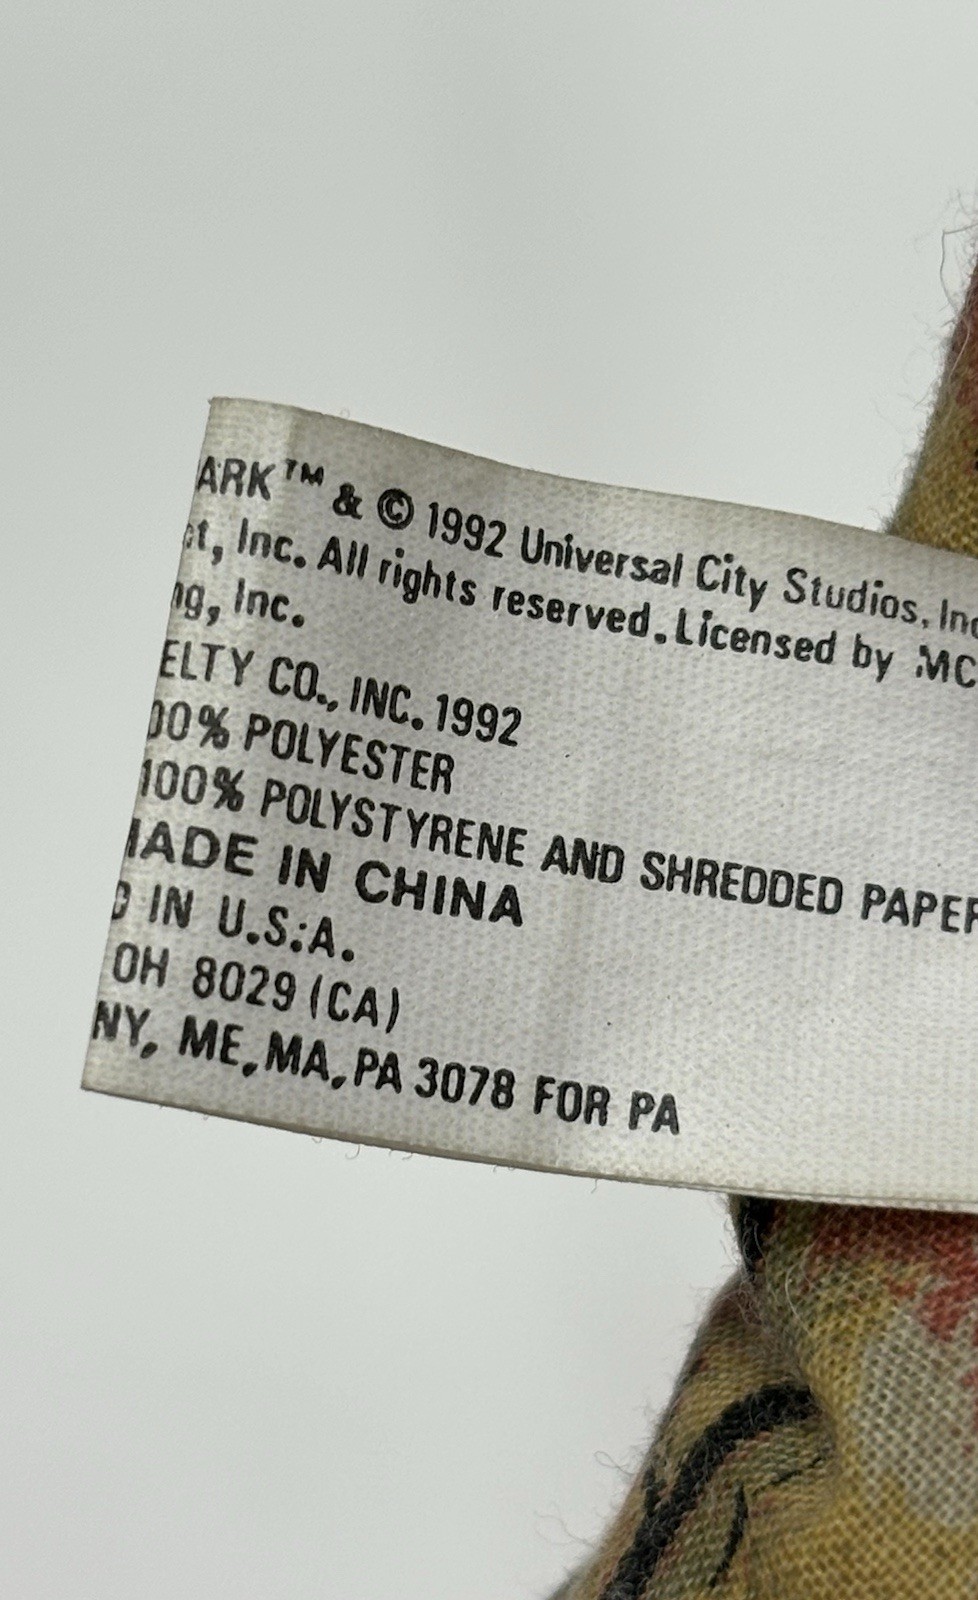 ARK™ & © 1992 Universal City Studios, Inc
t, Inc. All rights reserved. Licensed by MC
ng, Inc.
ELTY CO., INC. 1992
00% POLYESTER
100% POLYSTYRENE AND SHREDDED PAPER
MADE IN CHINA
D IN U.S.A.
OH 8029 (CA)
NY, ME, MA, PA 3078 FOR PA